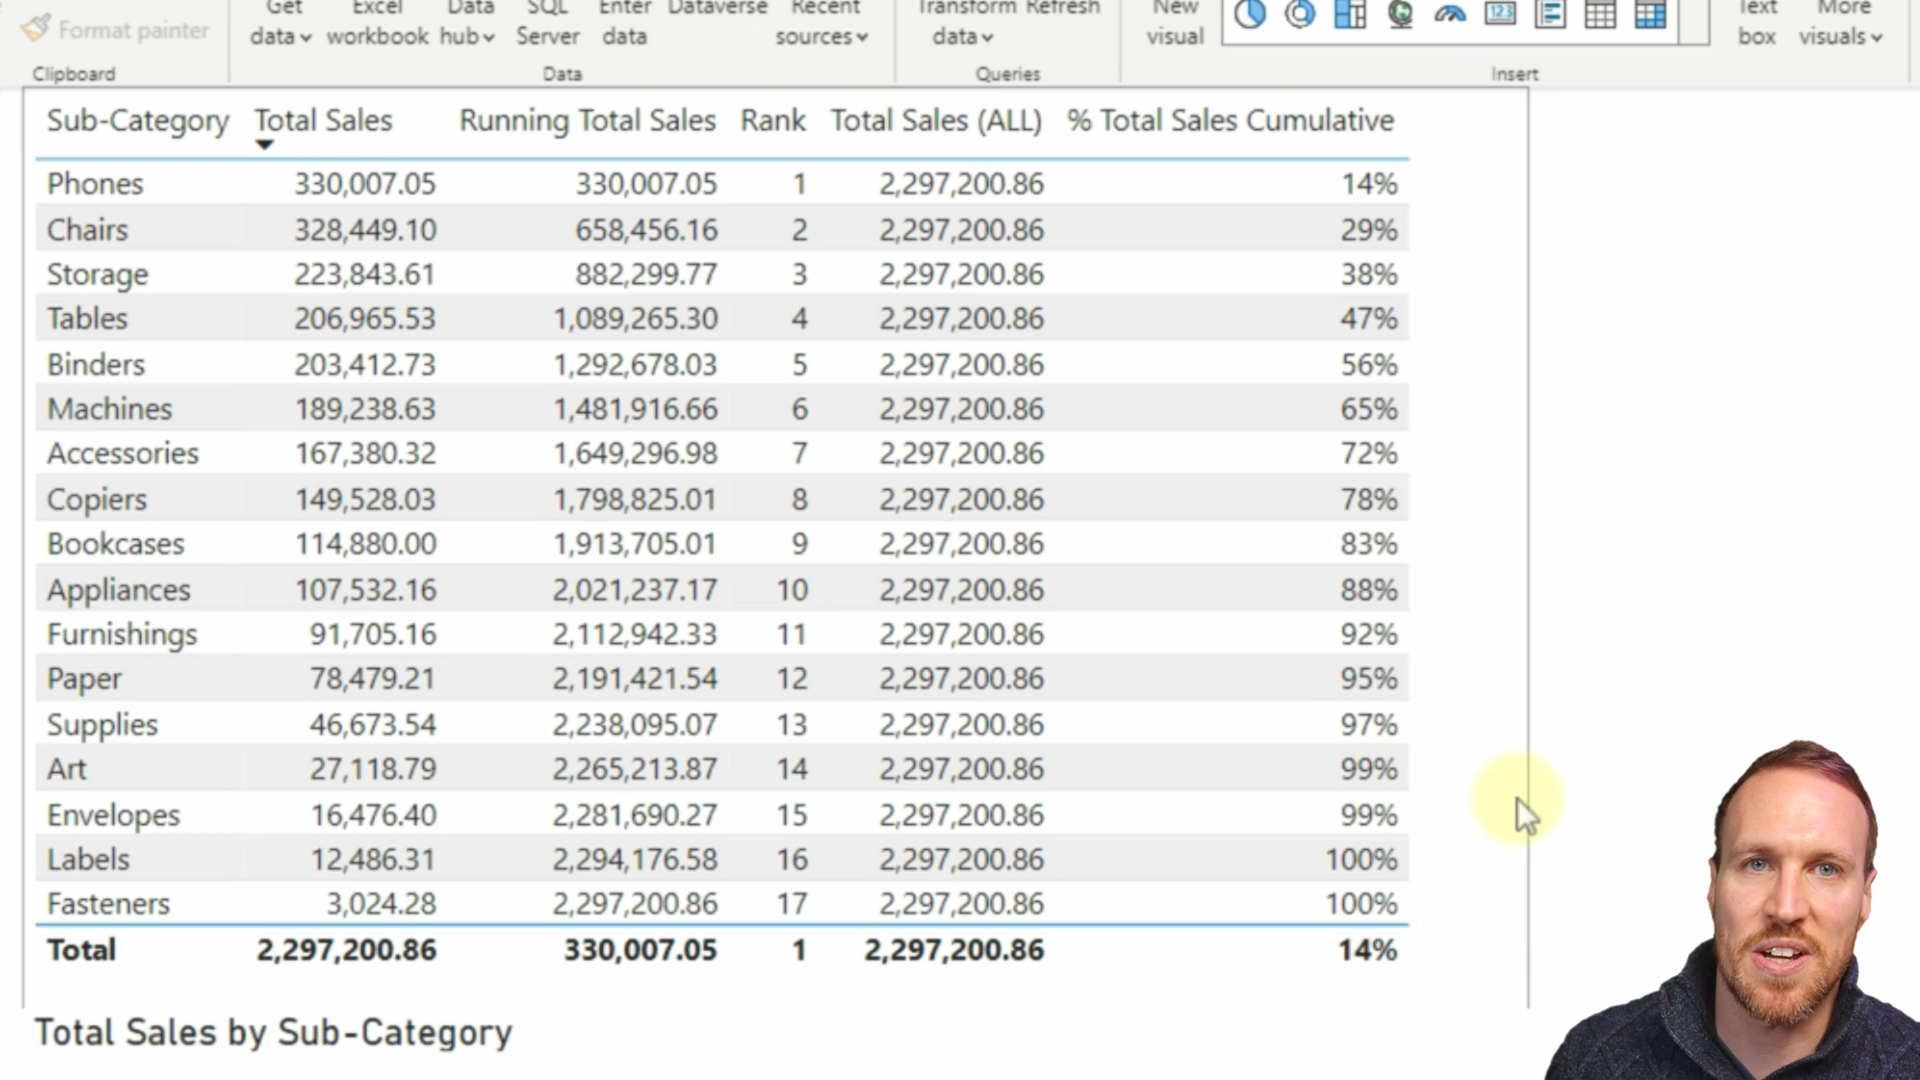 Format painter
Clipboard
Get data
Excel workbook
Data hub
SQL Server
Enter data
Dataverse
Recent sources
Data
Transform data
Refresh
Queries
New visual
123
Insert
Text box
More visuals
Sub-Category Total Sales Running Total Sales Rank Total Sales (ALL) % Total Sales Cumulative
Phones 330,007.05 330,007.05 1 2,297,200.86 14%
Chairs 328,449.10 658,456.16 2 2,297,200.86 29%
Storage 223,843.61 882,299.77 3 2,297,200.86 38%
Tables 206,965.53 1,089,265.30 4 2,297,200.86 47%
Binders 203,412.73 1,292,678.03 5 2,297,200.86 56%
Machines 189,238.63 1,481,916.66 6 2,297,200.86 65%
Accessories 167,380.32 1,649,296.98 7 2,297,200.86 72%
Copiers 149,528.03 1,798,825.01 8 2,297,200.86 78%
Bookcases 114,880.00 1,913,705.01 9 2,297,200.86 83%
Appliances 107,532.16 2,021,237.17 10 2,297,200.86 88%
Furnishings 91,705.16 2,112,942.33 11 2,297,200.86 92%
Paper 78,479.21 2,191,421.54 12 2,297,200.86 95%
Supplies 46,673.54 2,238,095.07 13 2,297,200.86 97%
Art 27,118.79 2,265,213.87 14 2,297,200.86 99%
Envelopes 16,476.40 2,281,690.27 15 2,297,200.86 99%
Labels 12,486.31 2,294,176.58 16 2,297,200.86 100%
Fasteners 3,024.28 2,297,200.86 17 2,297,200.86 100%
Total 2,297,200.86 330,007.05 1 2,297,200.86 14%
Total Sales by Sub-Category